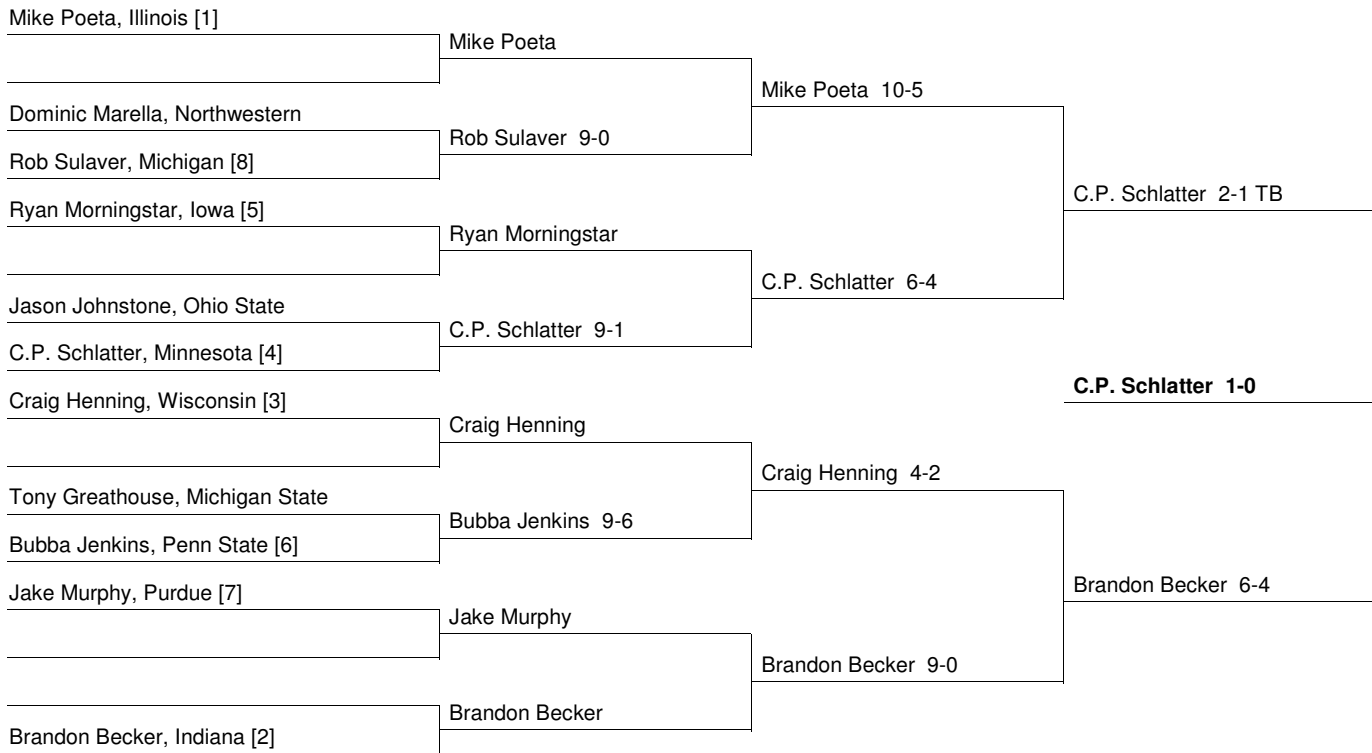 Mike Poeta, Illinois [1]
Mike Poeta
Mike Poeta 10-5
Dominic Marella, Northwestern
Rob Sulaver 9-0
Rob Sulaver, Michigan [8]
C.P. Schlatter 2-1 TB
Ryan Morningstar, Iowa [5]
Ryan Morningstar
C.P. Schlatter 6-4
Jason Johnstone, Ohio State
C.P. Schlatter 9-1
C.P. Schlatter, Minnesota [4]
C.P. Schlatter 1-0
Craig Henning, Wisconsin [3]
Craig Henning
Craig Henning 4-2
Tony Greathouse, Michigan State
Bubba Jenkins 9-6
Bubba Jenkins, Penn State [6]
Brandon Becker 6-4
Jake Murphy, Purdue [7]
Jake Murphy
Brandon Becker 9-0
Brandon Becker
Brandon Becker, Indiana [2]